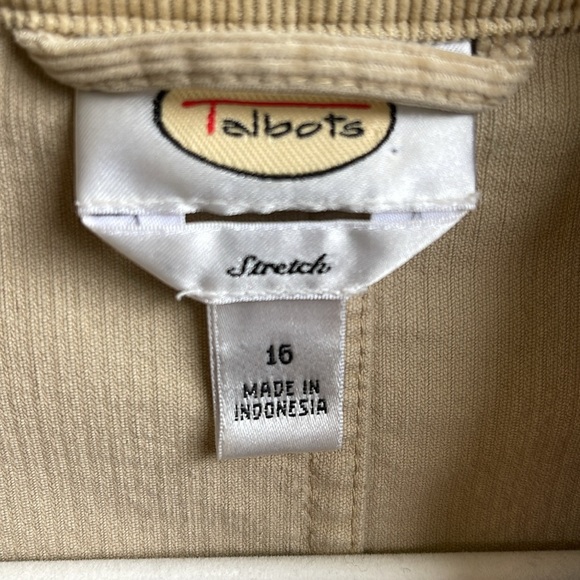 Talbots
Stretch
16
MADE IN
INDONESIA